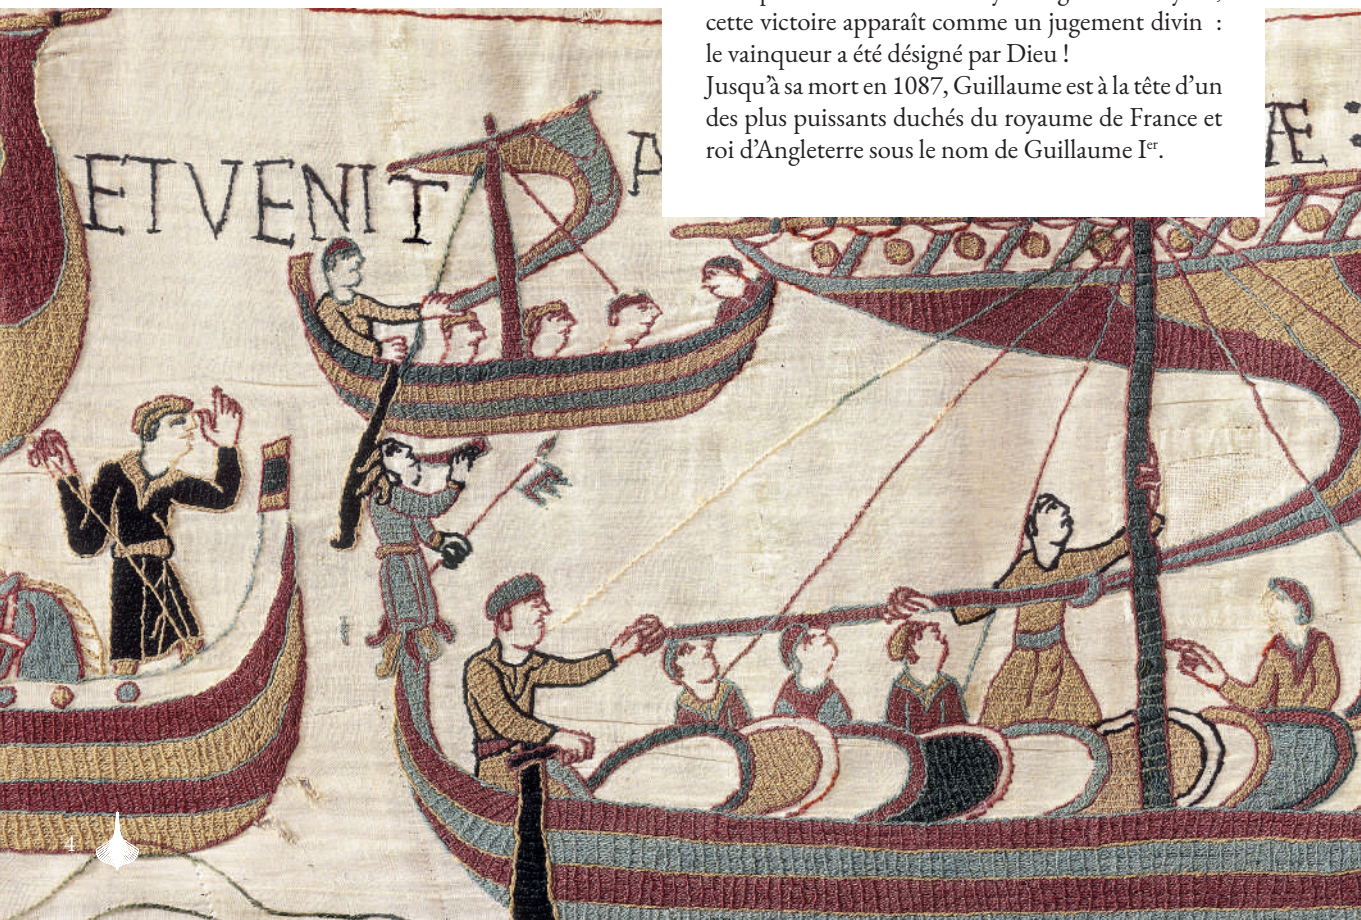 cette victoire apparaît comme un jugement divin :
le vainqueur a été désigné par Dieu !
Jusqu'à sa mort en 1087, Guillaume est à la tête d'un
des plus puissants duchés du royaume de France et
roi d'Angleterre sous le nom de Guillaume Ier.
ET VENIT
A
Æ :
4